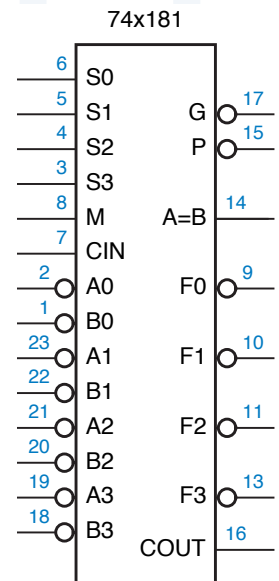 74x181
6 S0
5 S1 G 17
4 S2 P 15
3 S3
8 M A=B 14
7 CIN
2 A0 F0 9
1 B0
23 A1 F1 10
22 B1
21 A2 F2 11
20 B2
19 A3 F3 13
18 B3
COUT 16